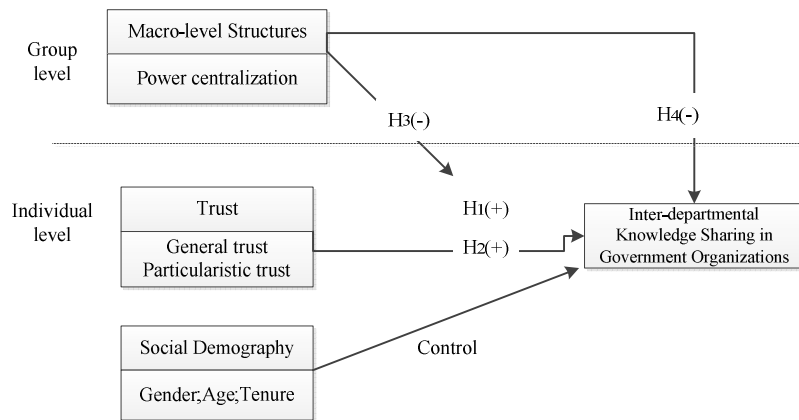 Group
level
Macro-level Structures
Power centralization
H3(-)
H4(-)
Individual
level
Trust
General trust
Particularistic trust
H1(+)
H2(+)
Inter-departmental
Knowledge Sharing in
Government Organizations
Social Demography
Gender;Age;Tenure
Control